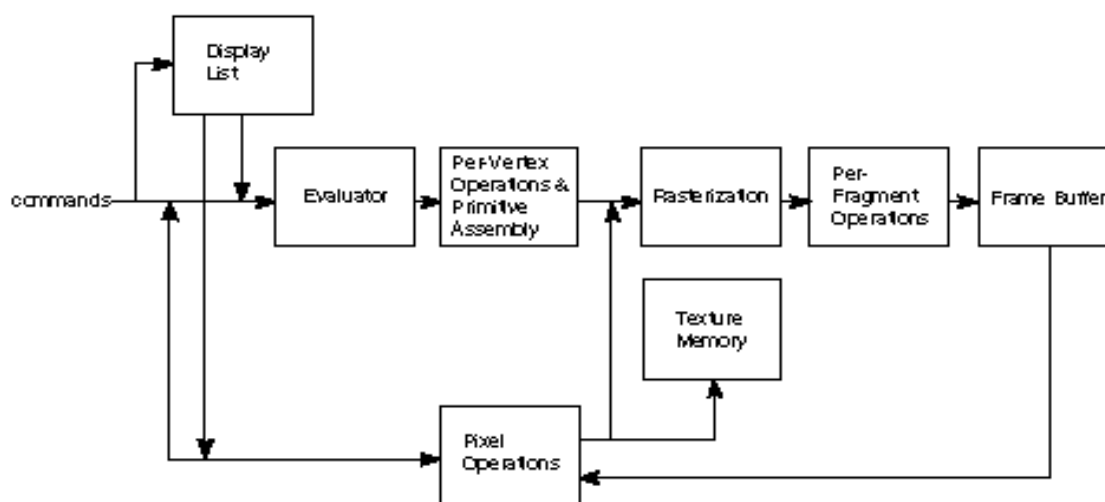 Display
List
commands
Evaluator
Per-Vertex
Operations &
Primitive
Assembly
Rasterization
Per-
Fragment
Operations
Frame Buffer
Texture
Memory
Pixel
Operations